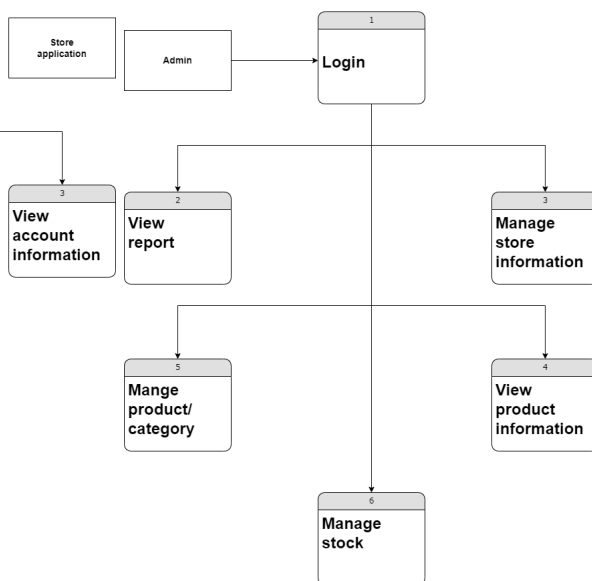 1
Store
application
Admin
Login
3
View
account
information
2
View
report
3
Manage
store
information
5
Mange
product/
category
4
View
product
information
6
Manage
stock